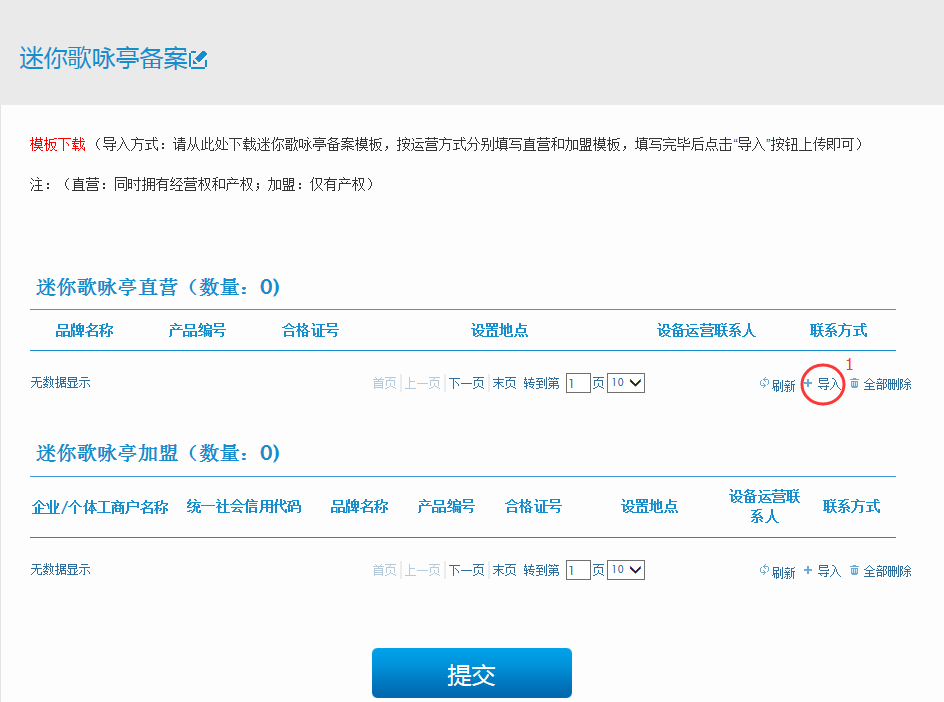 迷你歌咏亭备案
模板下载（导入方式：请从此处下载迷你歌咏亭备案模板，按运营方式分别填写直营和加盟模板，填写完毕后点击“导入”按钮上传即可）
注：（直营：同时拥有经营权和产权；加盟：仅有产权）
迷你歌咏亭直营（数量：0）
品牌名称 产品编号 合格证号 设置地点 设备运营联系人 联系方式
1
无数据显示 首页 上一页 下一页 末页 转到第 1 页 10 刷新 + 导入 全部删除
迷你歌咏亭加盟（数量：0）
企业/个体工商户名称 统一社会信用代码 品牌名称 产品编号 合格证号 设置地点 设备运营联系人 联系方式
无数据显示 首页 上一页 下一页 末页 转到第 1 页 10 刷新 + 导入 全部删除
提交